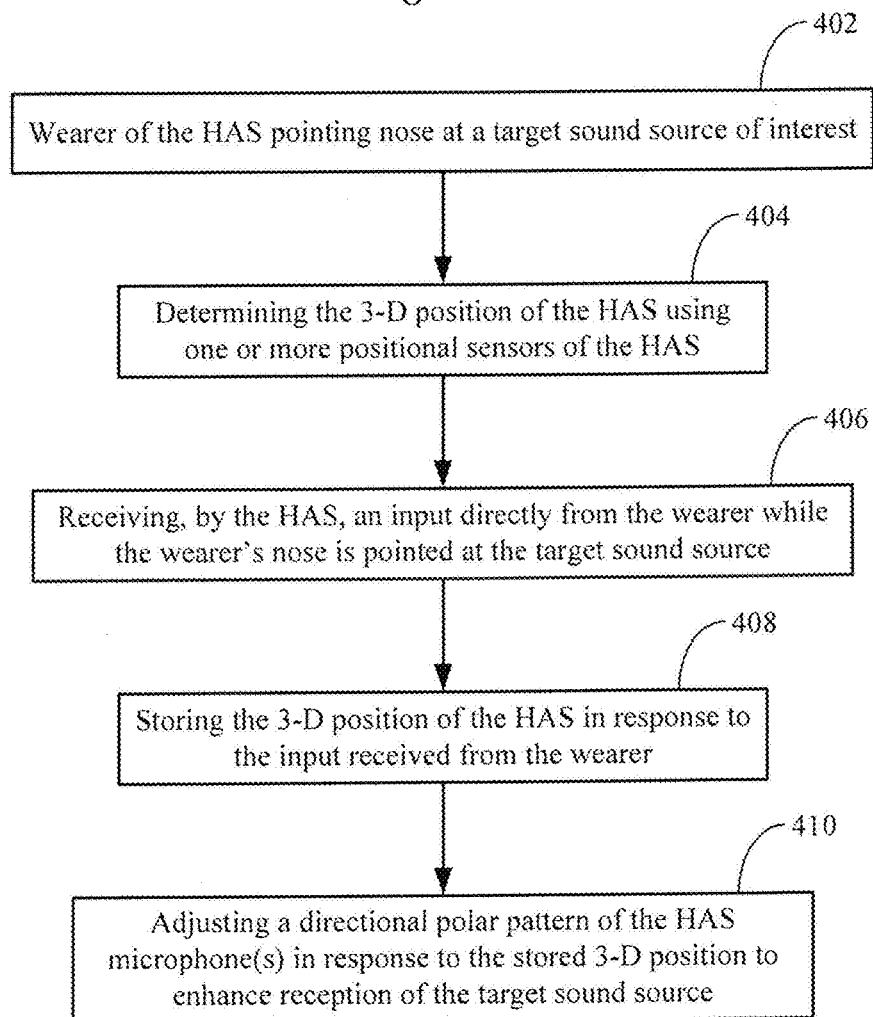 402
Wearer of the HAS pointing nose at a target sound source of interest
404
Determining the 3-D position of the HAS using
one or more positional sensors of the HAS
406
Receiving, by the HAS, an input directly from the wearer while
the wearer's nose is pointed at the target sound source
408
Storing the 3-D position of the HAS in response to
the input received from the wearer
410
Adjusting a directional polar pattern of the HAS
microphone(s) in response to the stored 3-D position to
enhance reception of the target sound source